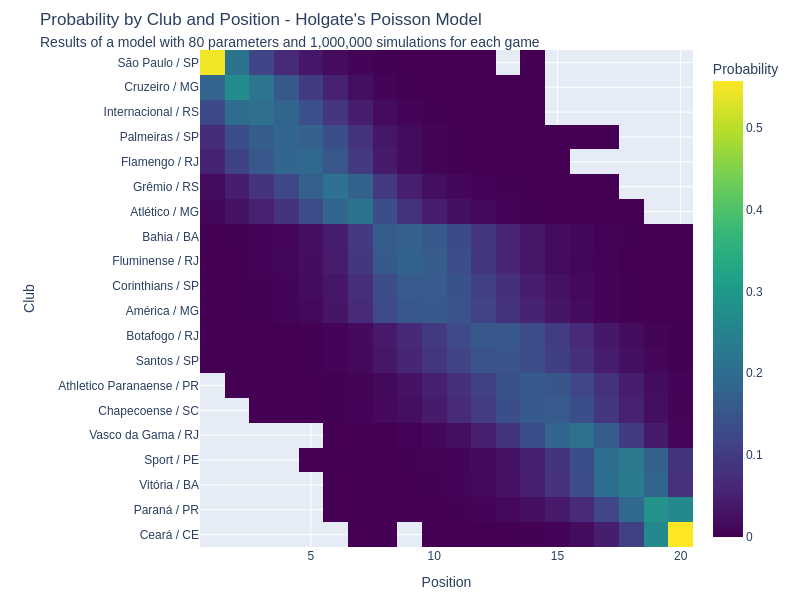 Probability by Club and Position - Holgate's Poisson Model
Results of a model with 80 parameters and 1,000,000 simulations for each game
Probability
São Paulo / SP
Cruzeiro / MG
Internacional / RS
Palmeiras / SP
Flamengo / RJ
Grêmio / RS
Atlético / MG
Bahia / BA
Fluminense / RJ
Corinthians / SP
América / MG
Botafogo / RJ
Santos / SP
Athletico Paranaense / PR
Chapecoense / SC
Vasco da Gama / RJ
Sport / PE
Vitória / BA
Paraná / PR
Ceará / CE
Club
5
10
15
20
Position
0.5
0.4
0.3
0.2
0.1
0